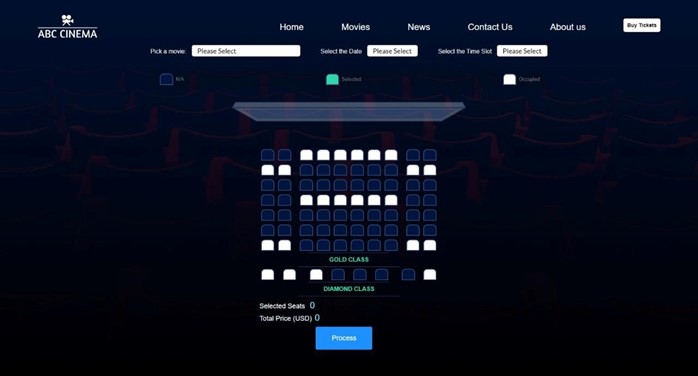 ABC CINEMA
Home Movies News Contact Us About us Buy Tickets
Pick a movie: Please Select Select the Date Please Select Select the Time Slot Please Select
N/A Selected Occupied
GOLD CLASS
DIAMOND CLASS
Selected Seats 0
Total Price (USD) 0
Process